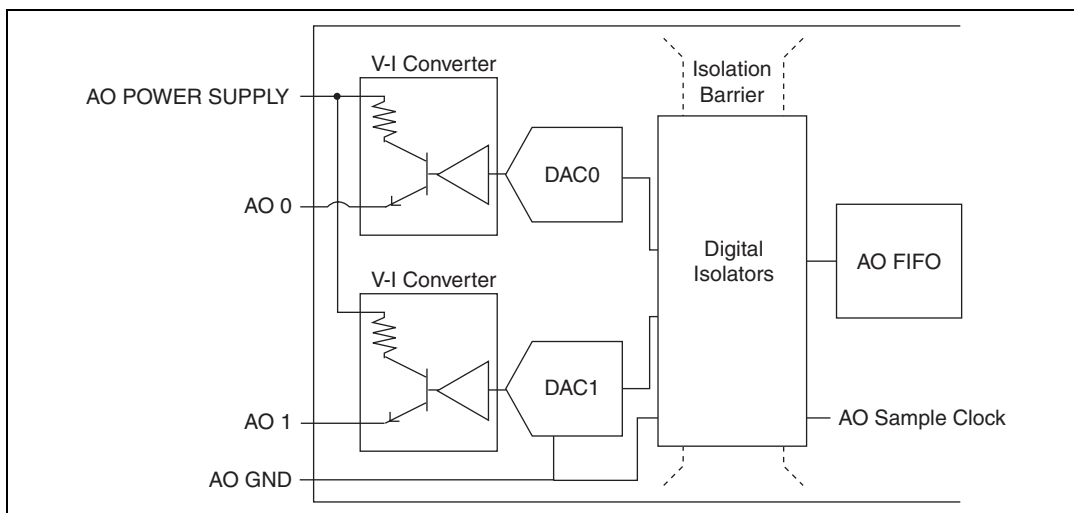 V-I Converter
Isolation
Barrier
AO POWER SUPPLY
DAC0
AO 0
Digital
Isolators
AO FIFO
V-I Converter
DAC1
AO 1
AO Sample Clock
AO GND